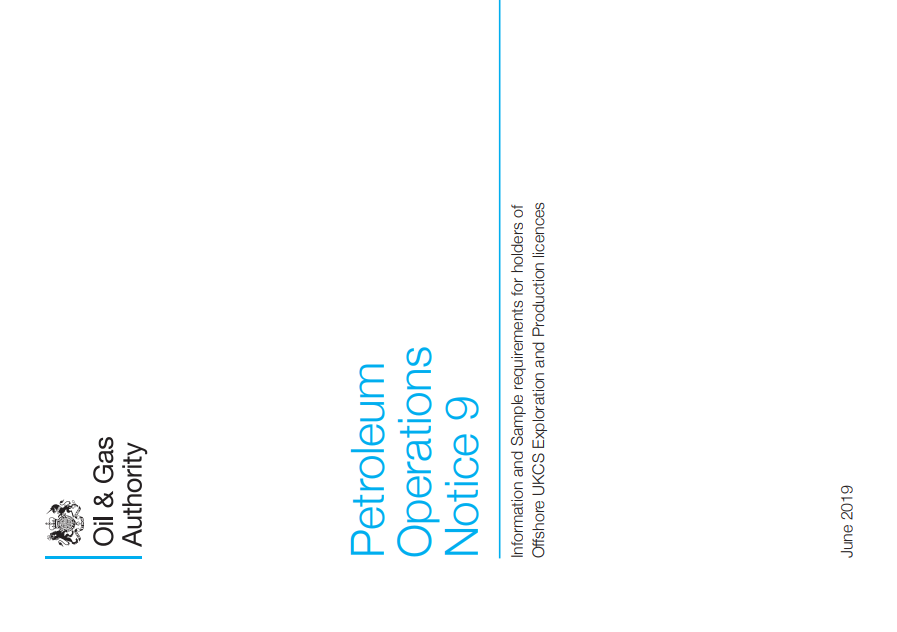 Oil & Gas
Authority
Petroleum
Operations
Notice 9
Information and Sample requirements for holders of
Offshore UKCS Exploration and Production licences
June 2019